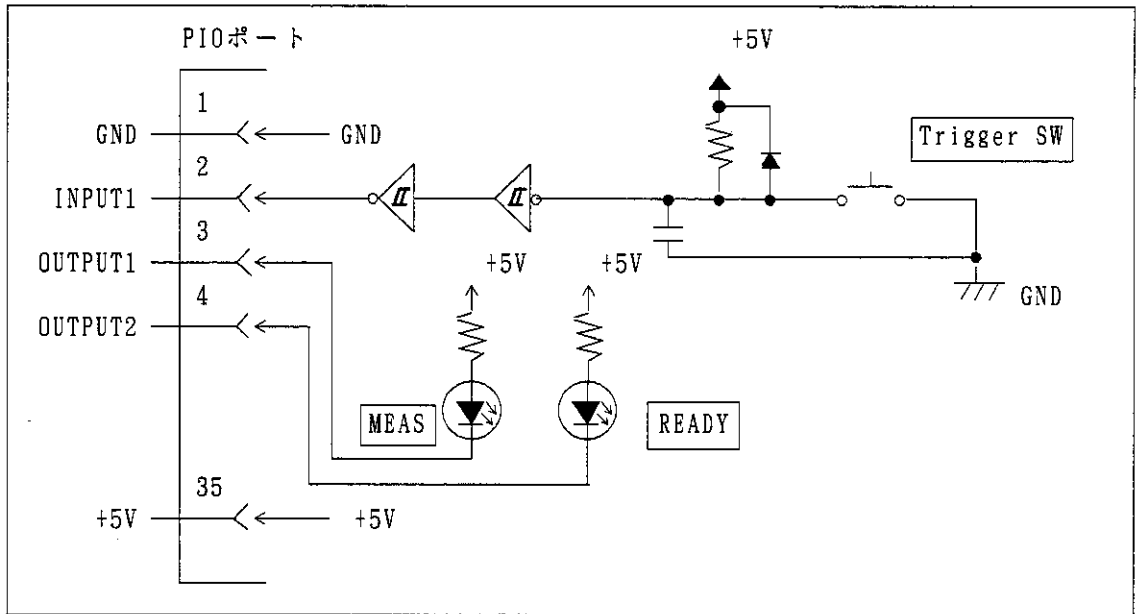 PIOポート
+5V
1
GND
GND
Trigger SW
2
INPUT1
3
OUTPUT1
+5V
+5V
4
GND
OUTPUT2
MEAS
READY
35
+5V
+5V